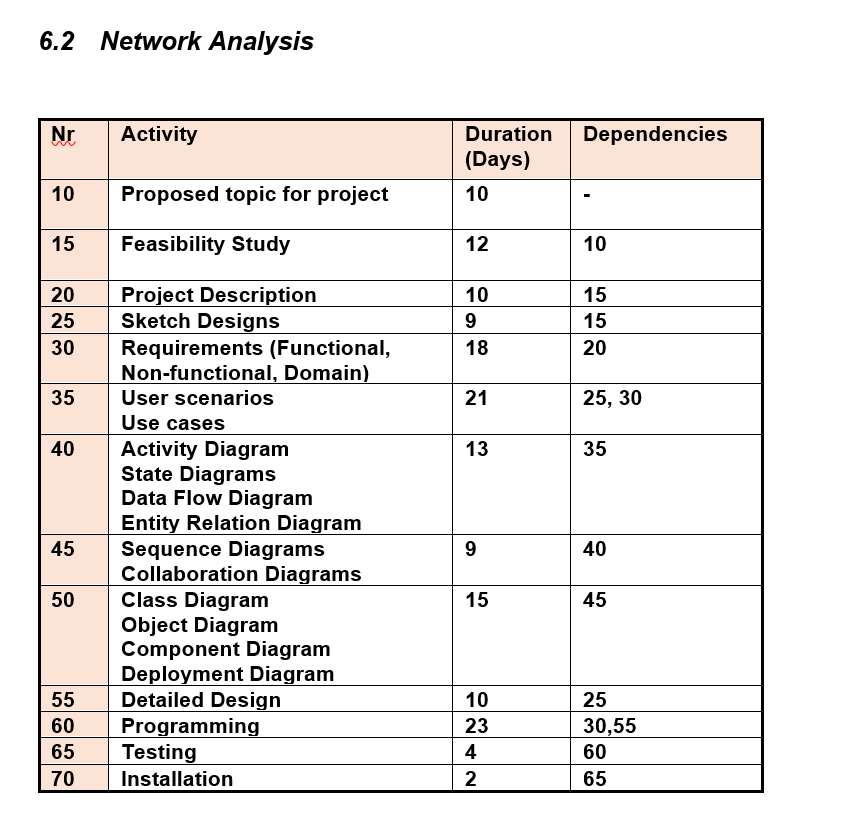 6.2 Network Analysis
Nr Activity Duration (Days) Dependencies
10 Proposed topic for project 10 -
15 Feasibility Study 12 10
20 Project Description 10 15
25 Sketch Designs 9 15
30 Requirements (Functional, 18 20
Non-functional, Domain)
35 User scenarios 21 25, 30
Use cases
40 Activity Diagram 13 35
State Diagrams
Data Flow Diagram
Entity Relation Diagram
45 Sequence Diagrams 9 40
Collaboration Diagrams
50 Class Diagram 15 45
Object Diagram
Component Diagram
Deployment Diagram
55 Detailed Design 10 25
60 Programming 23 30,55
65 Testing 4 60
70 Installation 2 65